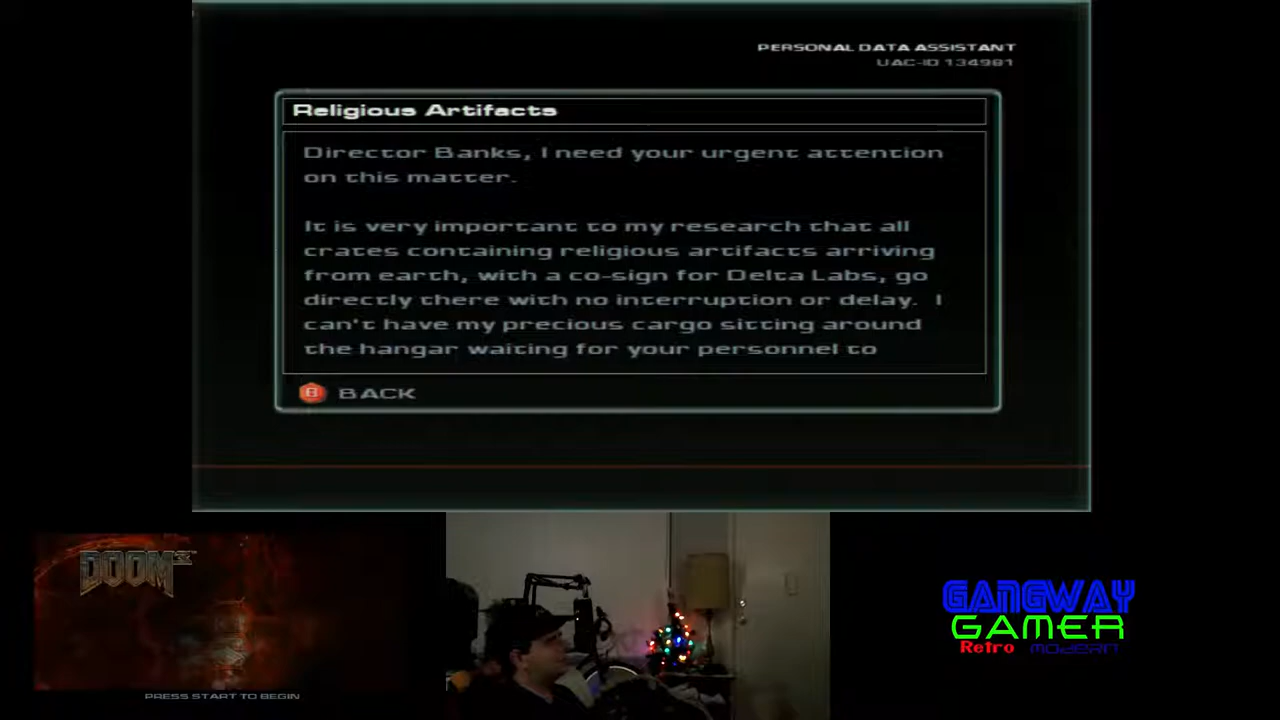 PERSONAL DATA ASSISTANT
UAC-ID 134981
Religious Artifacts
Director Banks, I need your urgent attention
on this matter.
It is very important to my research that all
crates containing religious artifacts arriving
from earth, with a co-sign for Delta Labs, go
directly there with no interruption or delay. I
can't have my precious cargo sitting around
the hangar waiting for your personnel to
B BACK
DOOM 3
PRESS START TO BEGIN
GANGWAY
GAMER
Retro MODERN